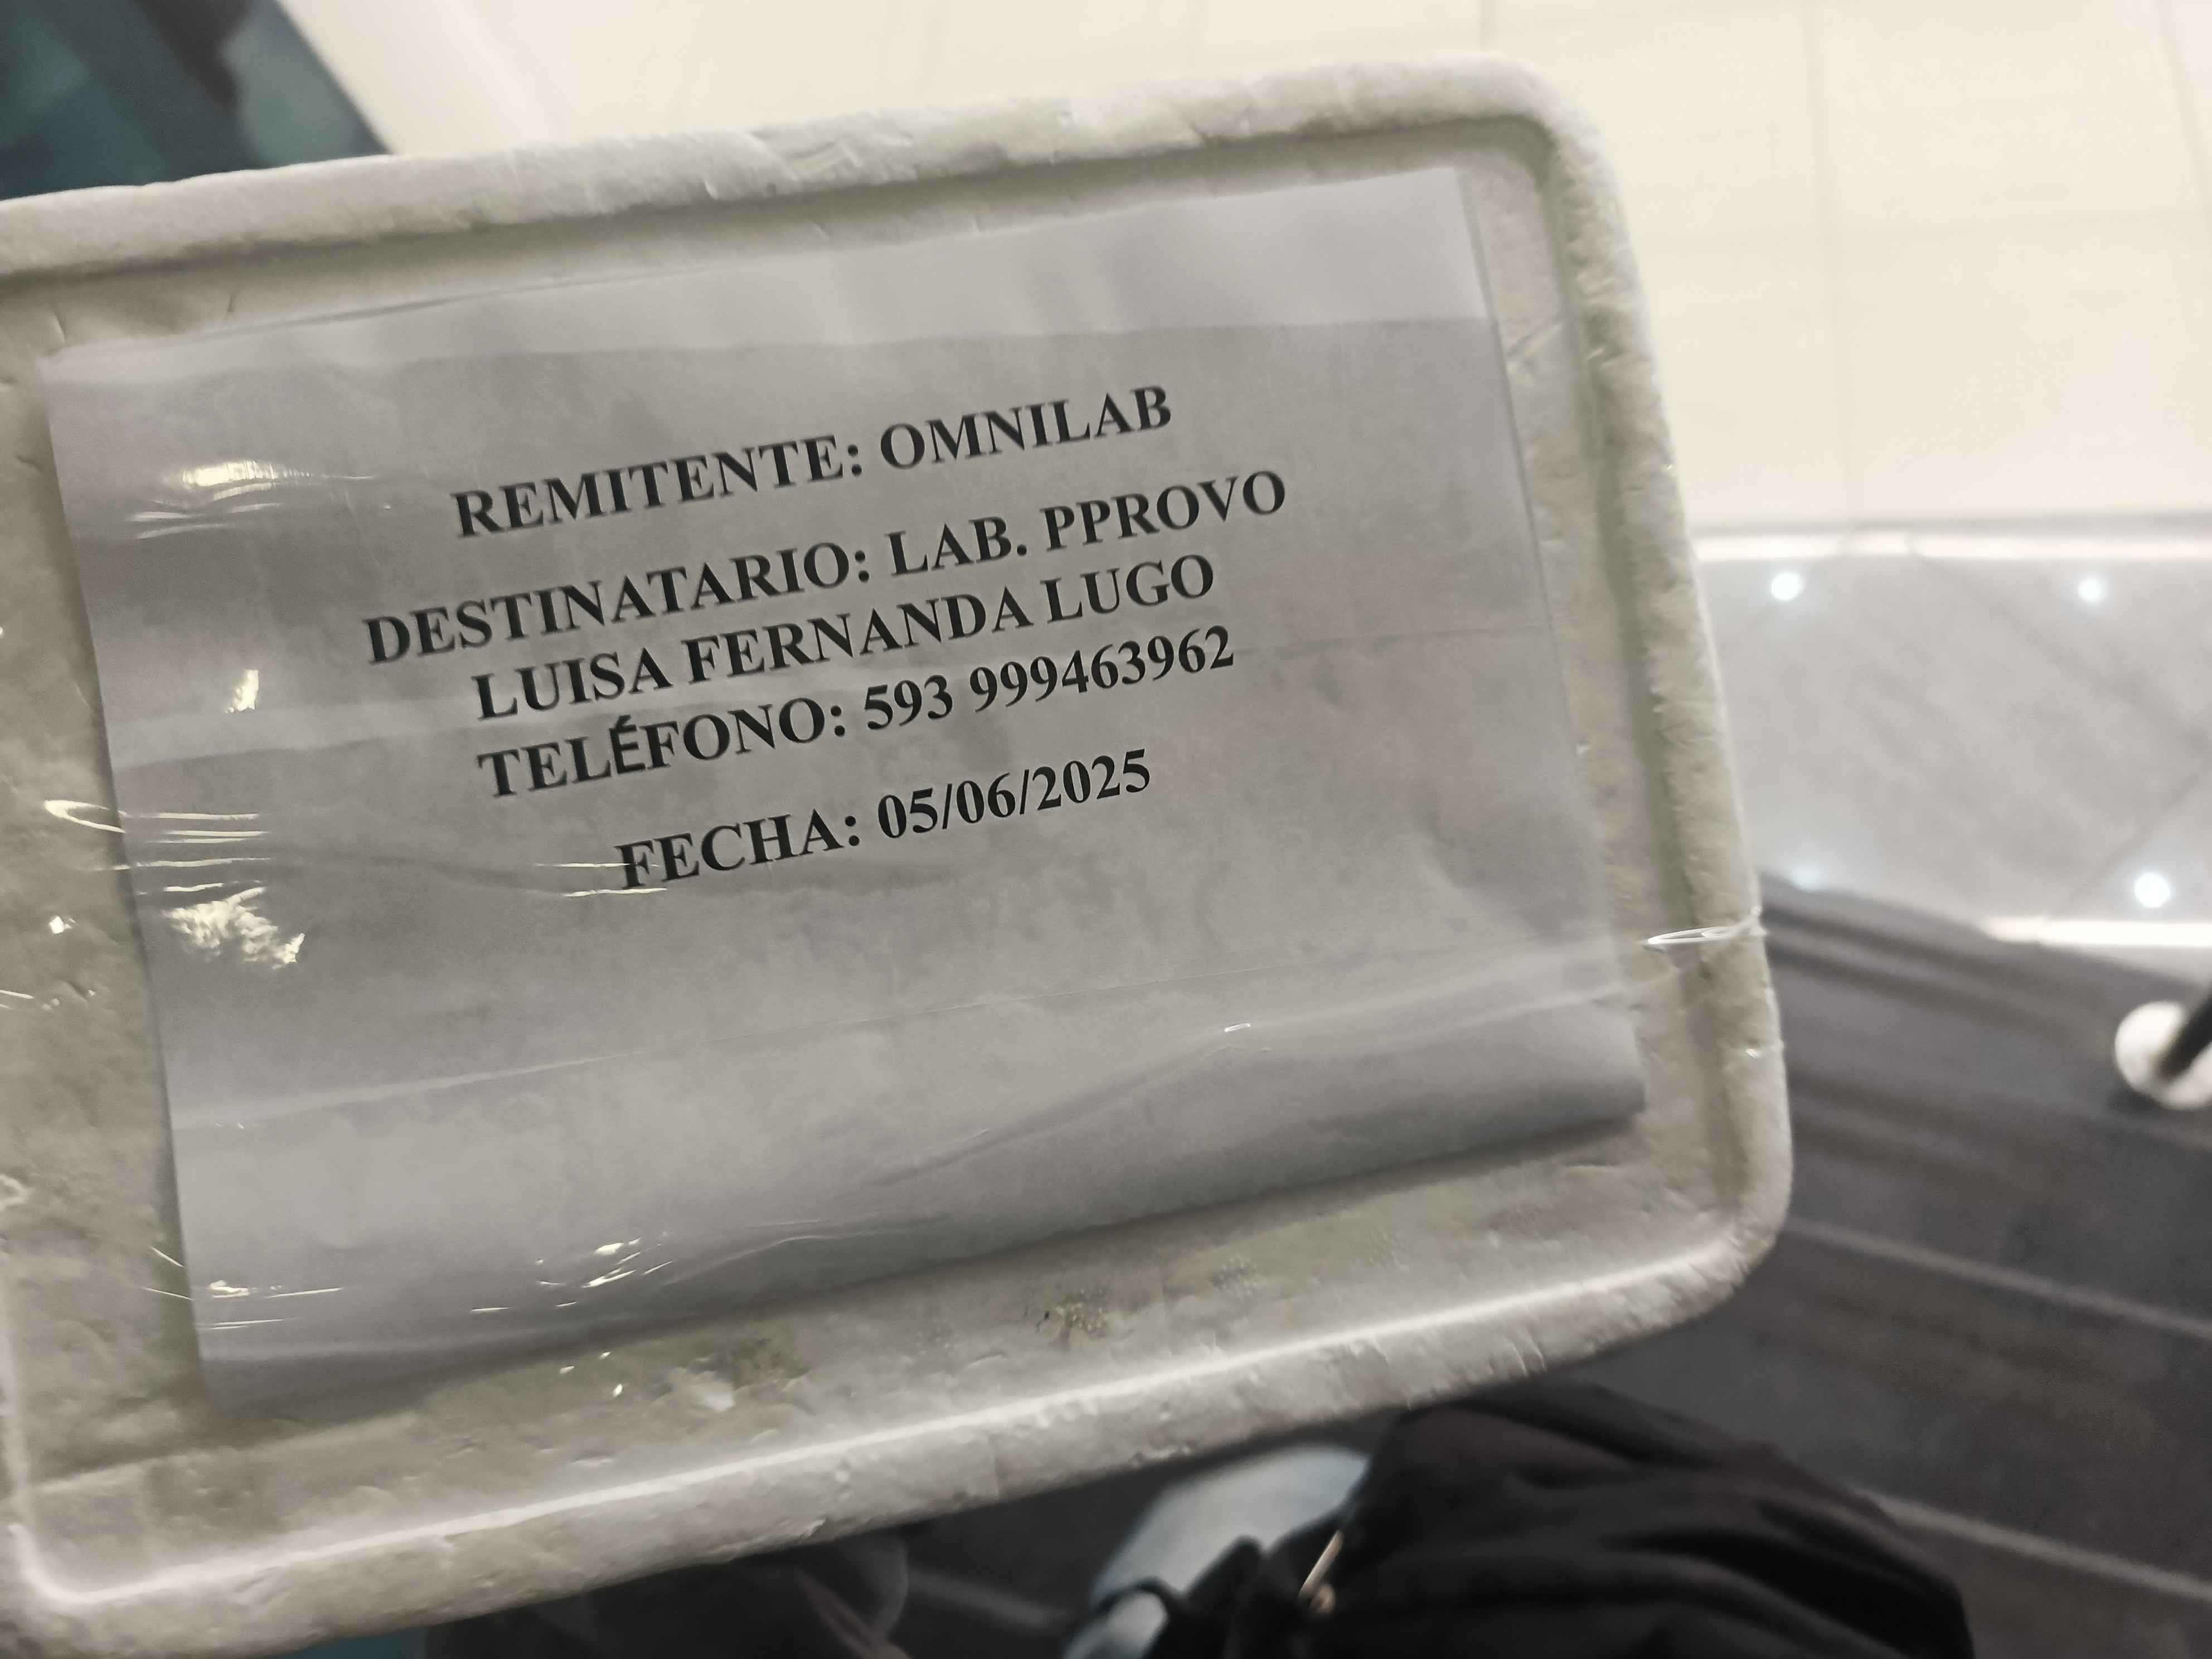 REMITENTE: OMNILAB
DESTINATARIO: LAB. PPROVO
LUISA FERNANDA LUGO
TELÉFONO: 593 999463962
FECHA: 05/06/2025